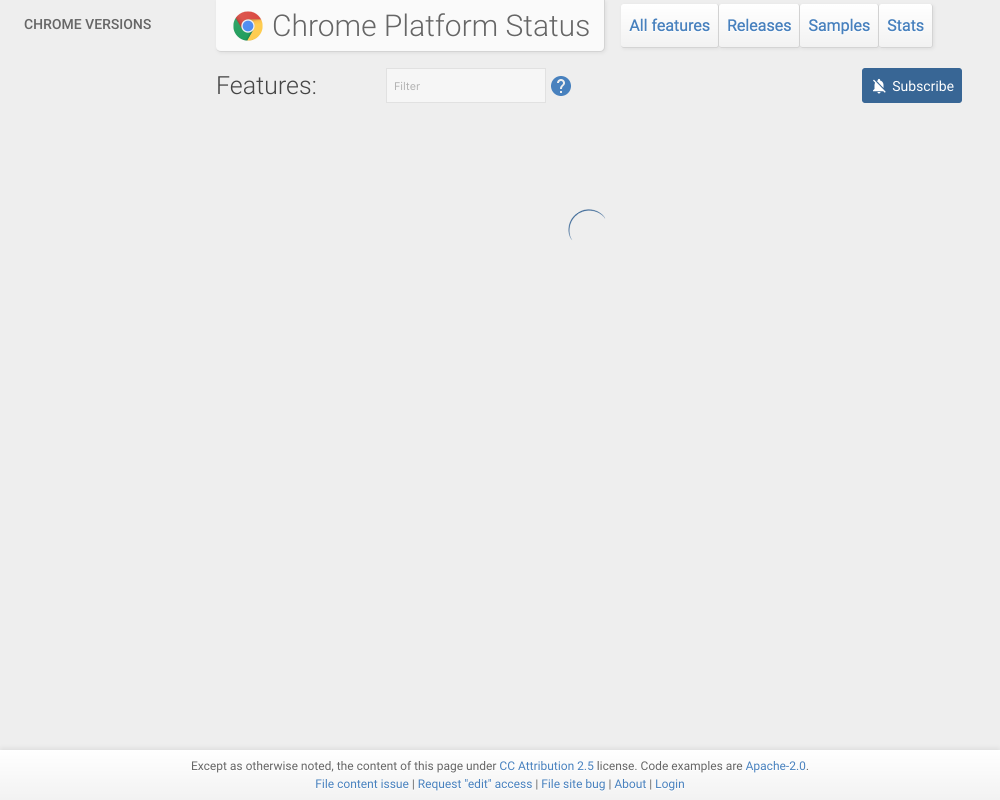 CHROME VERSIONS
Chrome Platform Status
All features
Releases
Samples
Stats
Features:
Filter
?
Subscribe
Except as otherwise noted, the content of this page under CC Attribution 2.5 license. Code examples are Apache-2.0.
File content issue | Request "edit" access | File site bug | About | Login